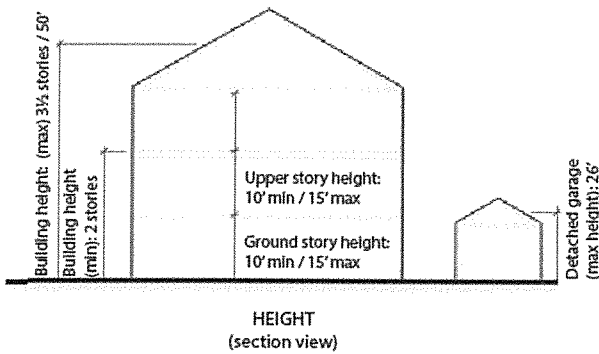 Building height: (max) 3½ stories / 50'
Building height
(min): 2 stories
Upper story height:
10' min / 15' max
Ground story height:
10' min / 15' max
Detached garage
(max height): 26'
HEIGHT
(section view)